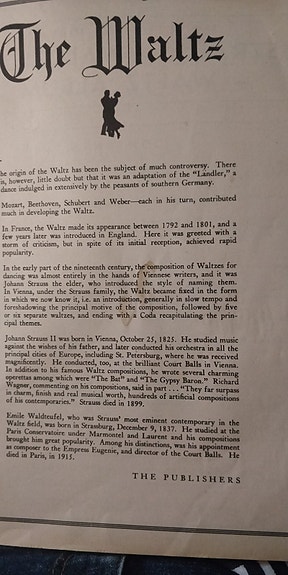 The Waltz
he origin of the Waltz has been the subject of much controversy. There
is, however, little doubt but that it was an adaptation of the "Landler," a
dance indulged in extensively by the peasants of southern Germany.
Mozart, Beethoven, Schubert and Weber—each in his turn, contributed
much in developing the Waltz.
In France, the Waltz made its appearance between 1792 and 1801, and a
few years later was introduced in England. Here it was greeted with a
storm of criticism, but in spite of its initial reception, achieved rapid
popularity.
In the early part of the nineteenth century, the composition of Waltzes for
dancing was almost entirely in the hands of Viennese writers, and it was
Johann Strauss the elder, who introduced the style of naming them.
In Vienna, under the Strauss family, the Waltz became fixed in the form
in which we now know it, i.e. an introduction, generally in slow tempo and
foreshadowing the principal motive of the composition, followed by five
or six separate waltzes, and ending with a Coda recapitulating the prin-
cipal themes.
Johann Strauss II was born in Vienna, October 25, 1825. He studied music
against the wishes of his father, and later conducted his orchestra in all the
principal cities of Europe, including St. Petersburg, where he was received
magnificently. He conducted, too, at the brilliant Court Balls in Vienna.
In addition to his famous Waltz compositions, he wrote several charming
operettas among which were "The Bat" and "The Gypsy Baron." Richard
Wagner, commenting on his compositions, said in part . . . "They far surpass
in charm, finish and real musical worth, hundreds of artificial compositions
of his contemporaries." Strauss died in 1899.
Emile Waldteufel, who was Strauss' most eminent contemporary in the
Waltz field, was born in Strassburg, December 9, 1837. He studied at the
Paris Conservatoire under Marmontel and Laurent and his compositions
brought him great popularity. Among his distinctions, was his appointment
as composer to the Empress Eugenie, and director of the Court Balls. He
died in Paris, in 1915.
THE PUBLISHERS